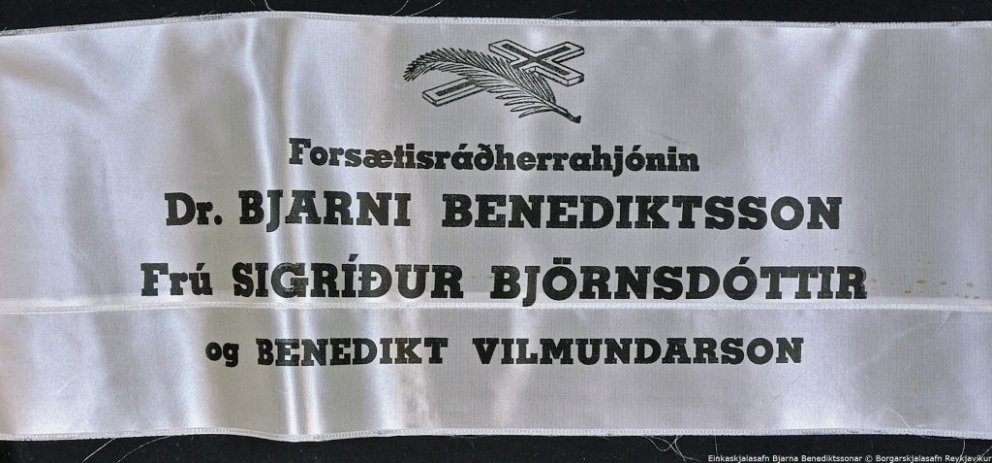 Forsætisráðherrahjónin
Dr. BJARNI BENEDIKTSSON
Frú SIGRÍÐUR BJÖRNSDÓTTIR
og BENEDIKT VILMUNDARSON
Einkaskjalasafn Bjarna Benediktssonar © Borgarskjalasafn Reykjavíkur